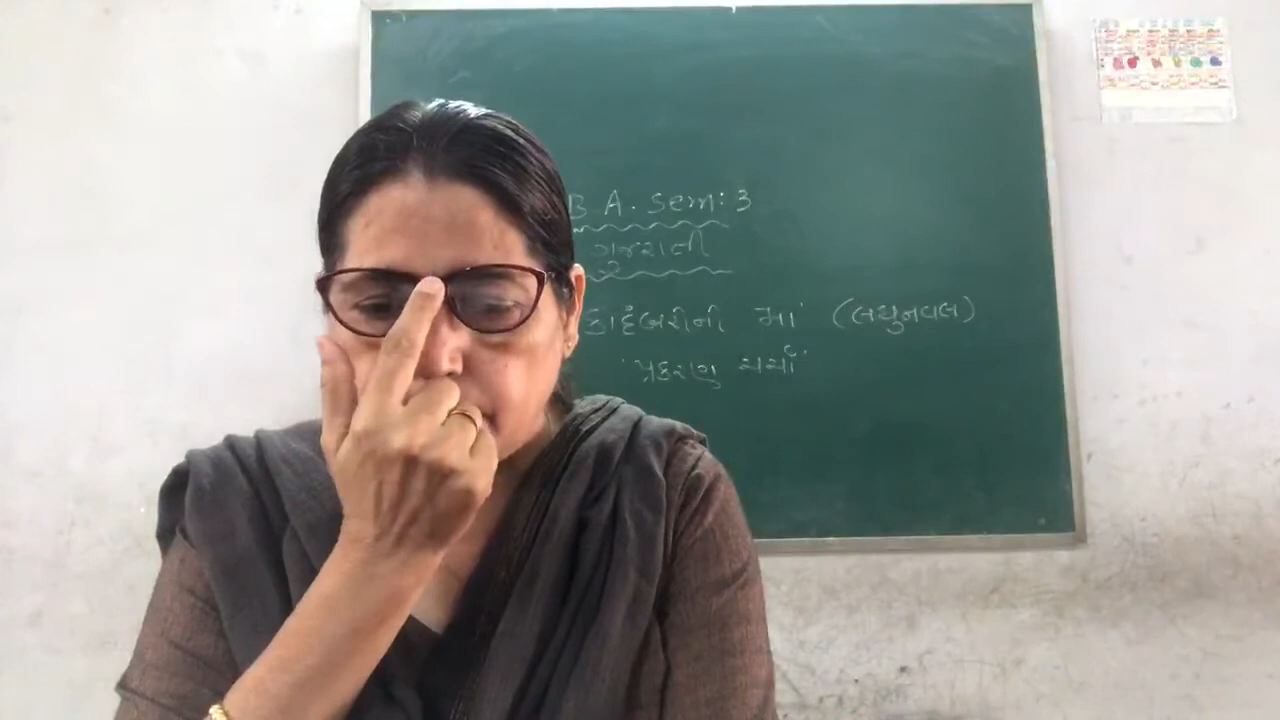 B A. Sem: 3
ગુજરાતી
કાદંબરીની મા (લઘુનવલ)
'પ્રકરણ ચર્ચા'